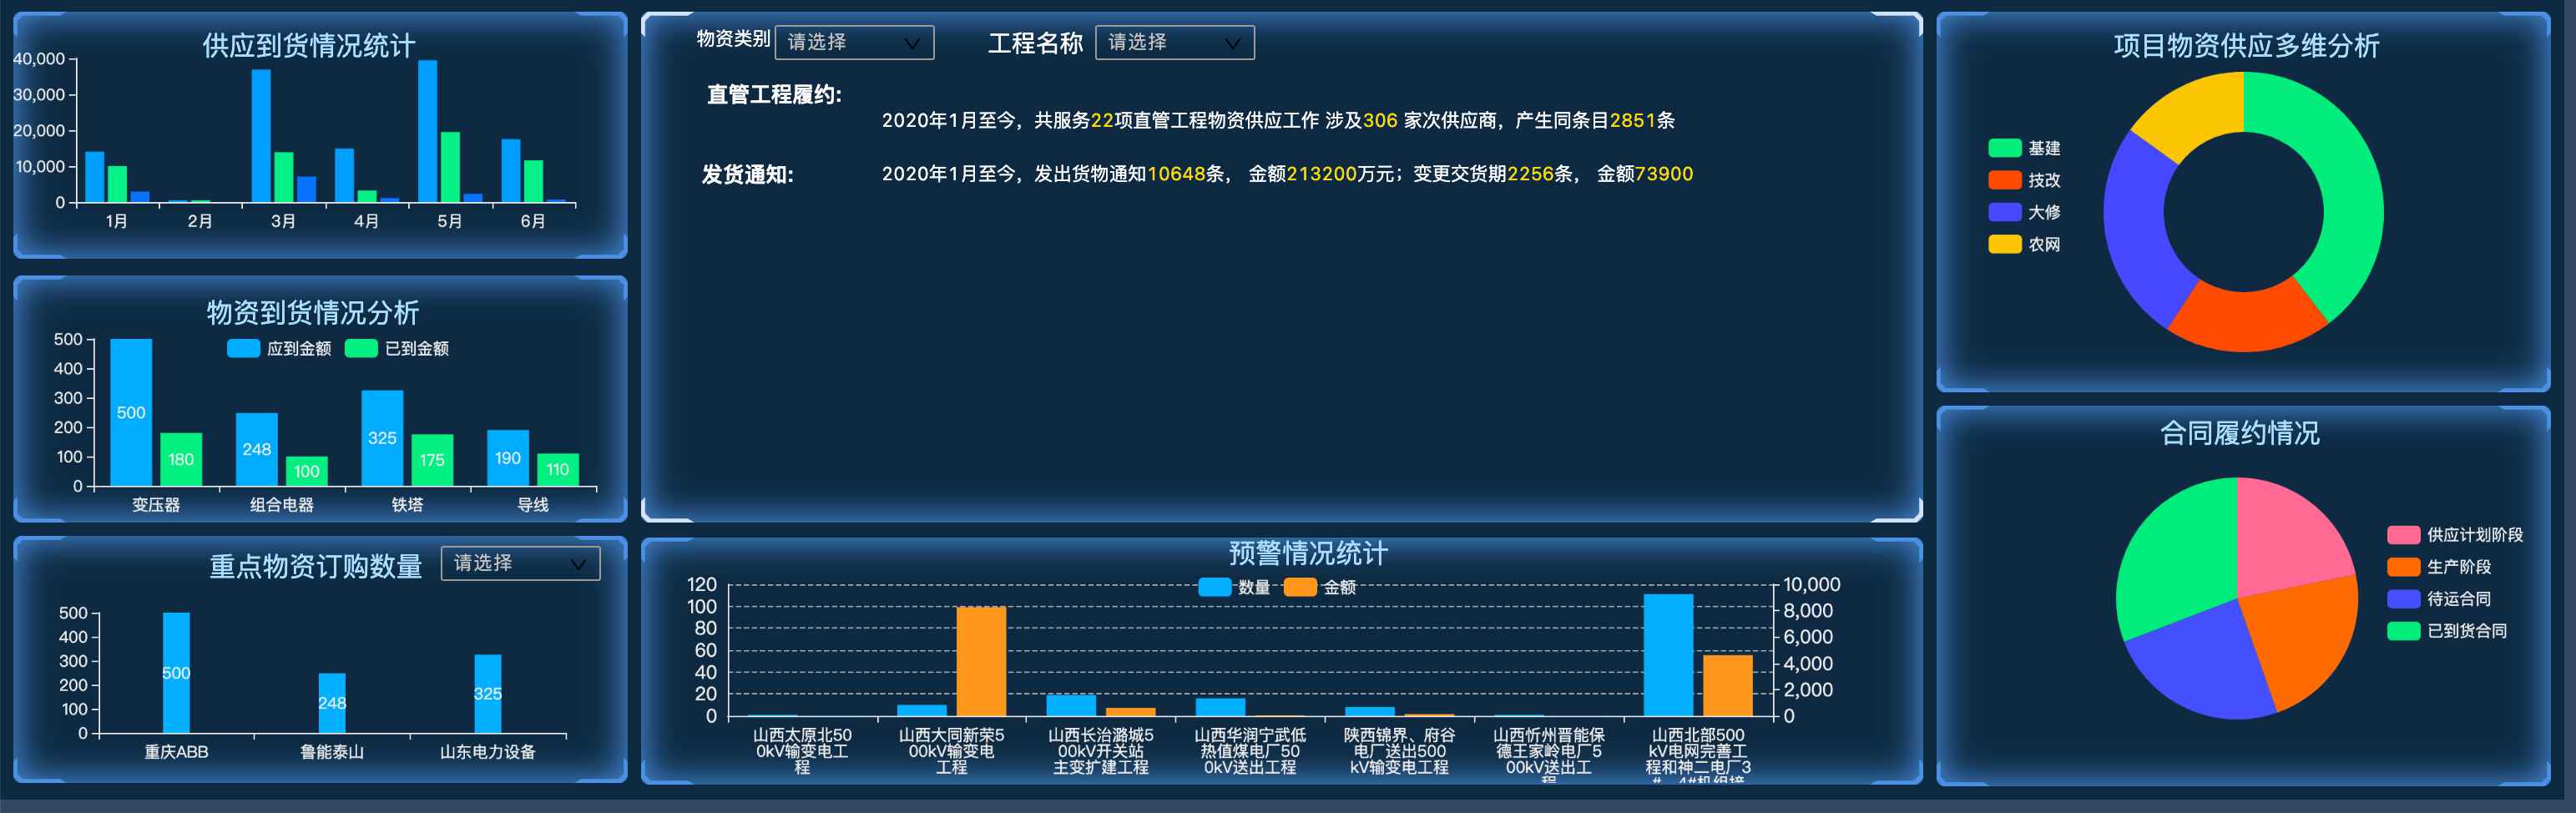 供应到货情况统计
40,000
30,000
20,000
10,000
0
1月
2月
3月
4月
5月
6月
物资到货情况分析
应到金额
已到金额
500
400
300
200
100
0
500
180
248
100
325
175
190
110
变压器
组合电器
铁塔
导线
重点物资订购数量
请选择
500
400
300
200
100
0
500
248
325
重庆ABB
鲁能泰山
山东电力设备
物资类别
请选择
工程名称
请选择
直管工程履约:
2020年1月至今，共服务22项直管工程物资供应工作 涉及306 家次供应商，产生同条目2851条
发货通知:
2020年1月至今，发出货物通知10648条， 金额213200万元；变更交货期2256条， 金额73900
预警情况统计
数量
金额
120
100
80
60
40
20
0
10,000
8,000
6,000
4,000
2,000
0
山西太原北50
0kV输变电工
程
山西大同新荣5
00kV输变电
工程
山西长治潞城5
00kV开关站
主变扩建工程
山西华润宁武低
热值煤电厂50
0kV送出工程
陕西锦界、府谷
电厂送出500
kV输变电工程
山西忻州晋能保
德王家岭电厂5
00kV送出工
程
山西北部500
kV电网完善工
程和神二电厂3
#、4#机组接
项目物资供应多维分析
基建
技改
大修
农网
合同履约情况
供应计划阶段
生产阶段
待运合同
已到货合同